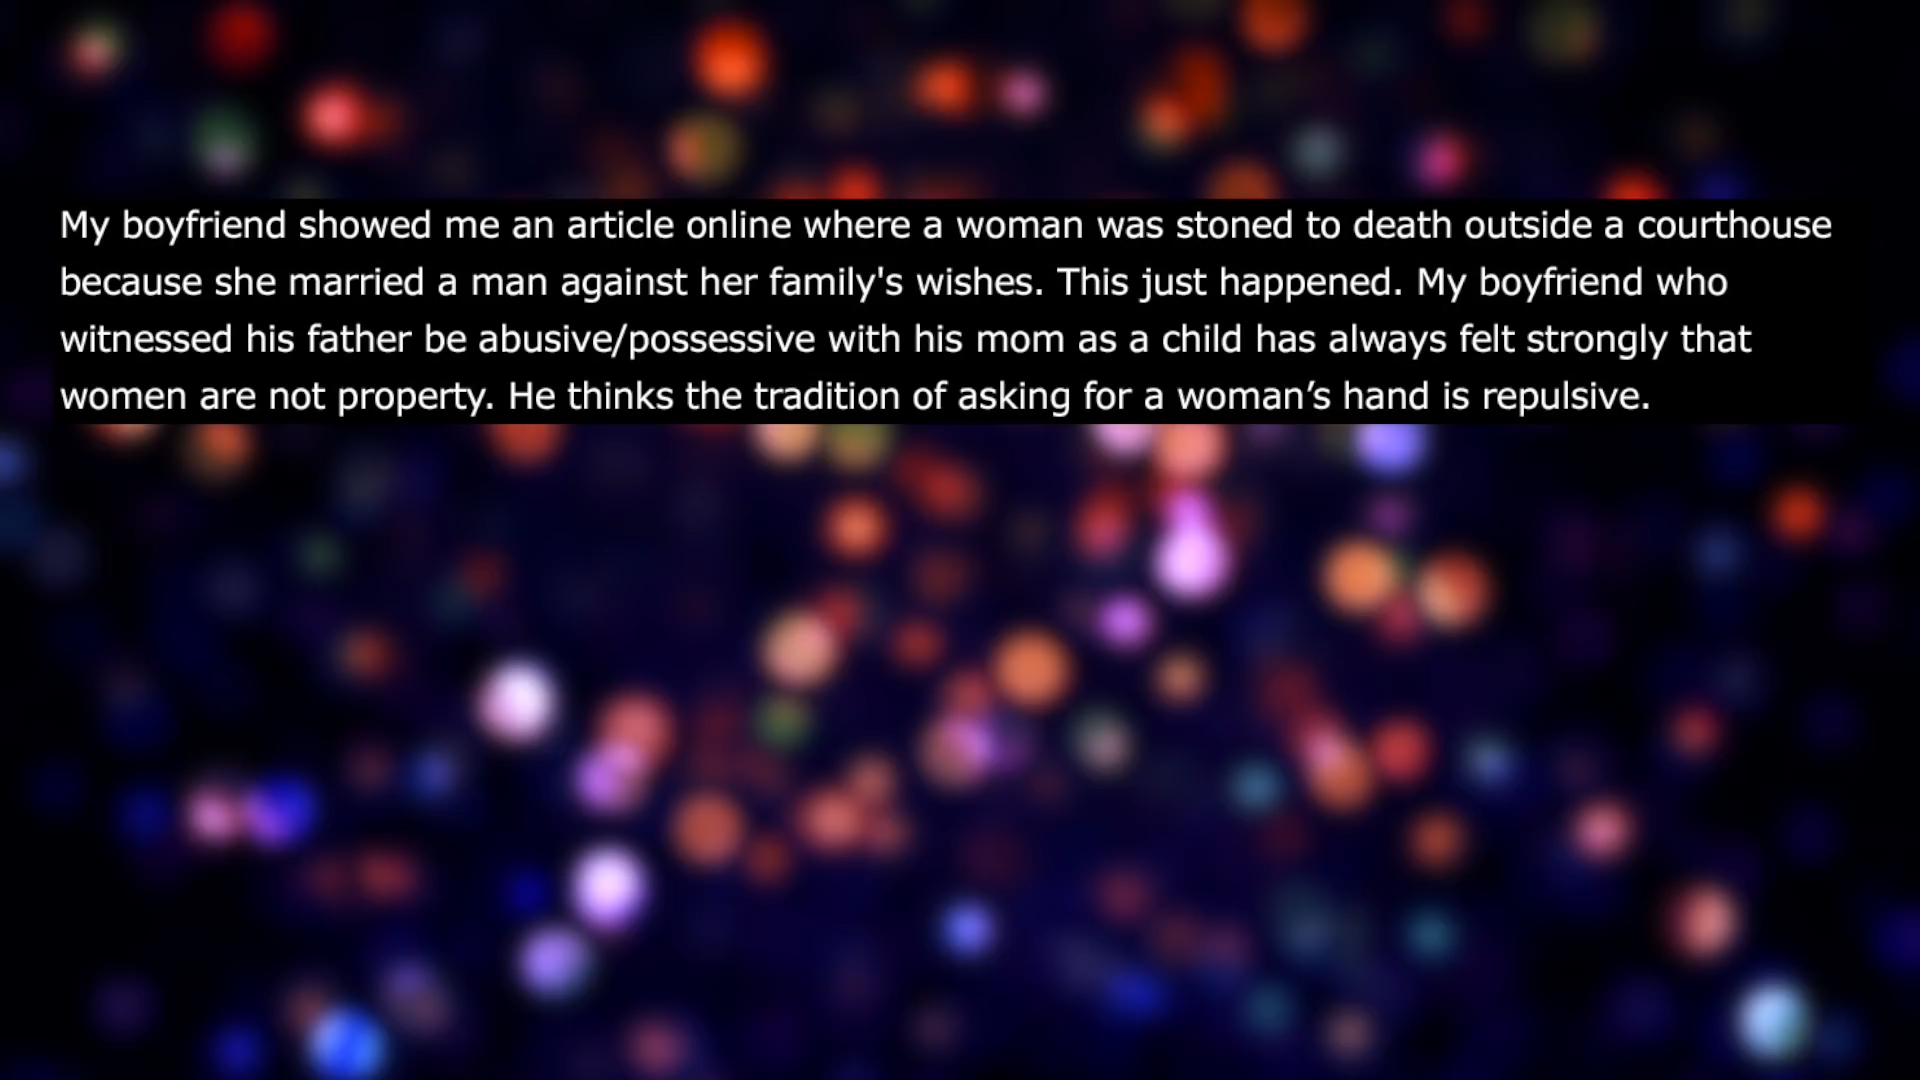 My boyfriend showed me an article online where a woman was stoned to death outside a courthouse
because she married a man against her family's wishes. This just happened. My boyfriend who
witnessed his father be abusive/possessive with his mom as a child has always felt strongly that
women are not property. He thinks the tradition of asking for a woman’s hand is repulsive.